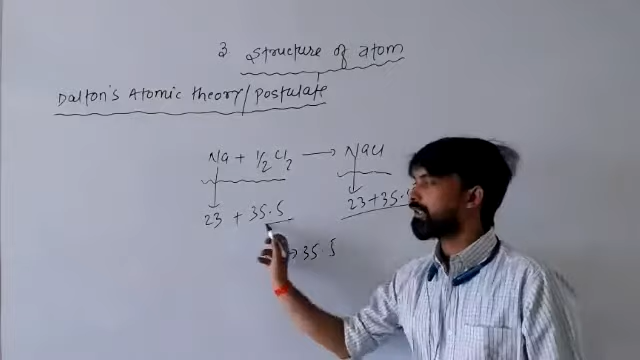 3 Structure of atom
Dalton's Atomic theory/postulate
Na + 1/2 Cl2 → NaCl
23 + 35.5 23+35.5
→ 35.5